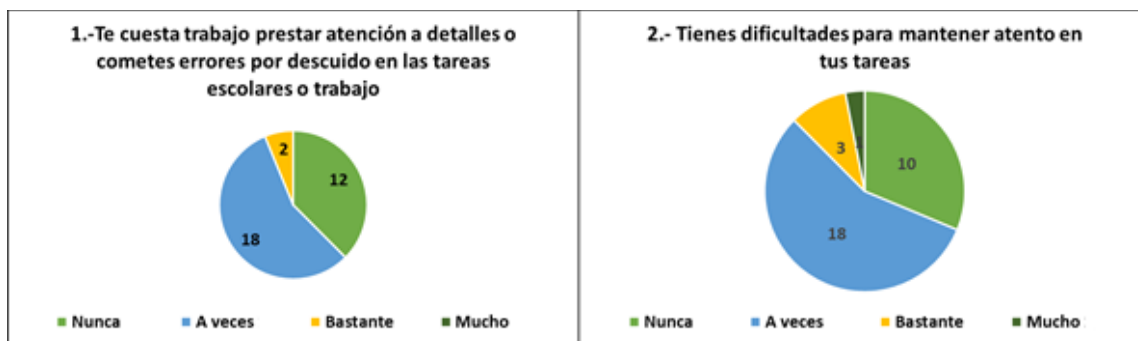 1.-Te cuesta trabajo prestar atención a detalles o
cometes errores por descuido en las tareas
escolares o trabajo
2
12
18
Nunca A veces Bastante Mucho
2.- Tienes dificultades para mantener atento en
tus tareas
3
10
18
Nunca A veces Bastante Mucho